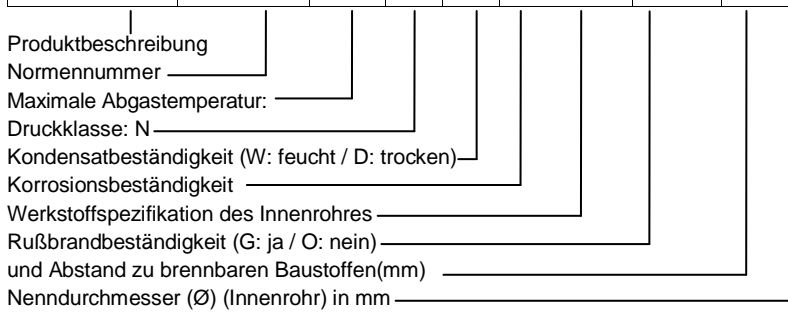 Produktbeschreibung
Normennummer
Maximale Abgastemperatur:
Druckklasse: N
Kondensatbeständigkeit (W: feucht / D: trocken)
Korrosionsbeständigkeit
Werkstoffspezifikation des Innenrohres
Rußbrandbeständigkeit (G: ja / O: nein)
und Abstand zu brennbaren Baustoffen(mm)
Nenndurchmesser (Ø) (Innenrohr) in mm